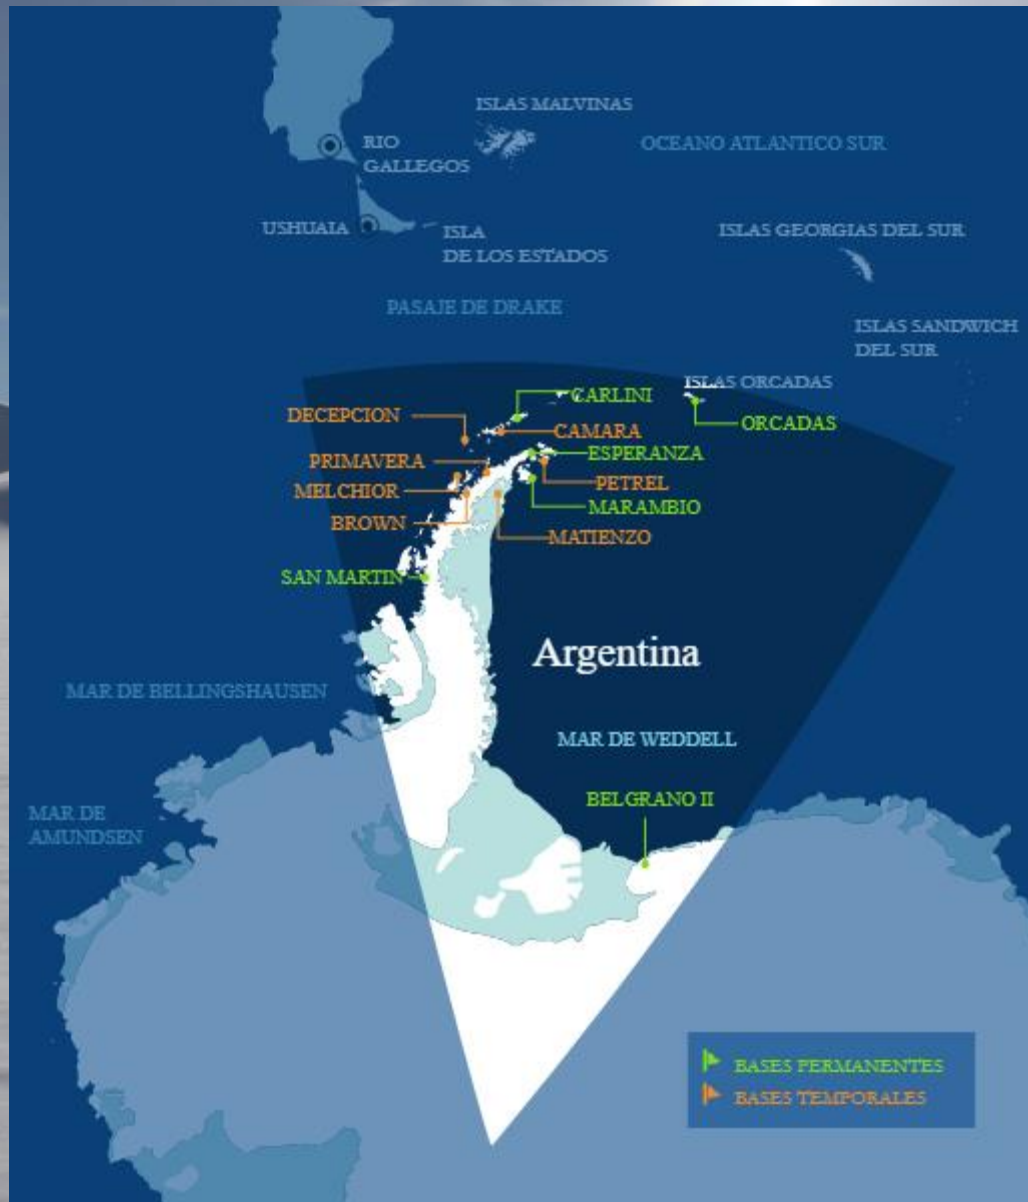 ISLAS MALVINAS
RIO
GALLEGOS
OCEANO ATLANTICO SUR
USHUAIA
ISLA
DE LOS ESTADOS
ISLAS GEORGIAS DEL SUR
PASAJE DE DRAKE
ISLAS SANDWICH
DEL SUR
ISLAS ORCADAS
CARLINI
DECEPCION
ORCADAS
CAMARA
ESPERANZA
PRIMAVERA
PETREL
MELCHIOR
MARAMBIO
BROWN
MATIENZO
SAN MARTIN
Argentina
MAR DE BELLINGSHAUSEN
MAR DE WEDDELL
BELGRANO II
MAR DE
AMUNDSEN
BASES PERMANENTES
BASES TEMPORALES